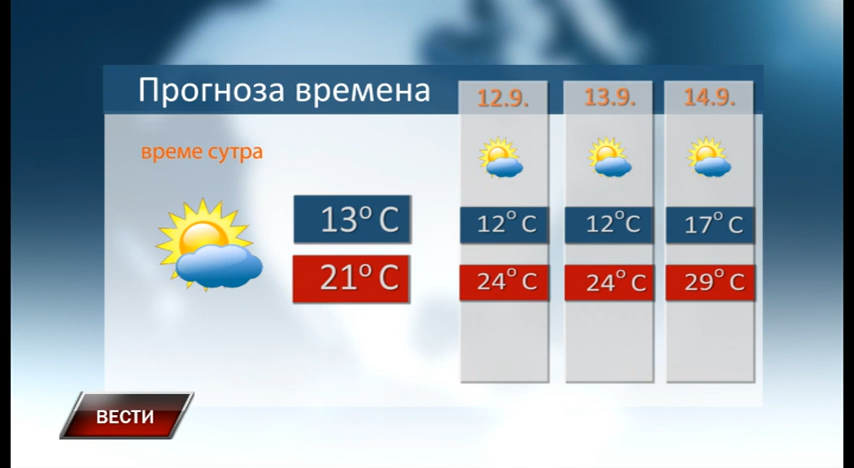 Прогноза времена
време сутра
13° C
21° C
12.9.
12° C
24° C
13.9.
12°C
24° C
14.9.
17° C
29° C
ВЕСТИ